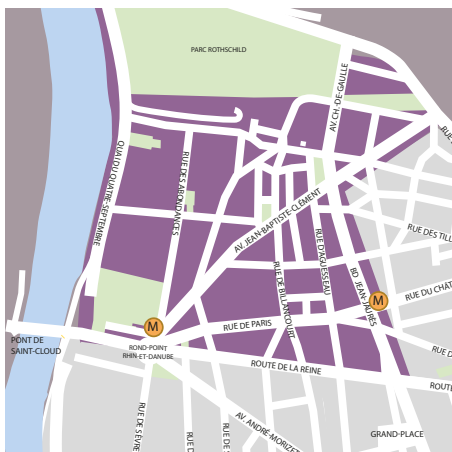 PARC ROTHSCHILD
AV. CH.-DE-GAULLE
QUAI DU QUATRE-SEPTEMBRE
RUE DES ABONDANCES
AV. JEAN-BAPTISTE-CLÉMENT
RUE D'AGUESSEAU
RUE DE BILLANCOURT
BD JEAN-JAURÈS
RUE DES TILL
RUE DU CHÂT
M
M
RUE DE PARIS
PONT DE
SAINT-CLOUD
ROND-POINT
RHIN-ET-DANUBE
ROUTE DE LA REINE
RUE D
ROUT
RUE DE SÈVR
RUE DE S
AV. ANDRÉ-MORIZET
GRAND-PLACE